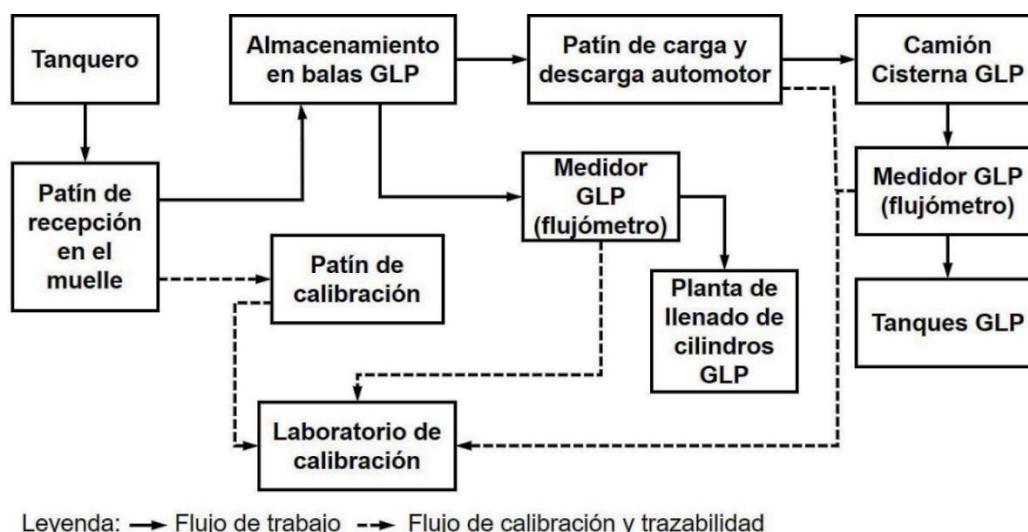 Tanquero
Almacenamiento
en balas GLP
Patín de carga y
descarga automotor
Camión
Cisterna GLP
Patín de
recepción
en el
muelle
Medidor
GLP
(flujómetro)
Medidor GLP
(flujómetro)
Patín de
calibración
Planta de
llenado de
cilindros
GLP
Tanques GLP
Laboratorio de
calibración
Leyenda: Flujo de trabajo Flujo de calibración y trazabilidad